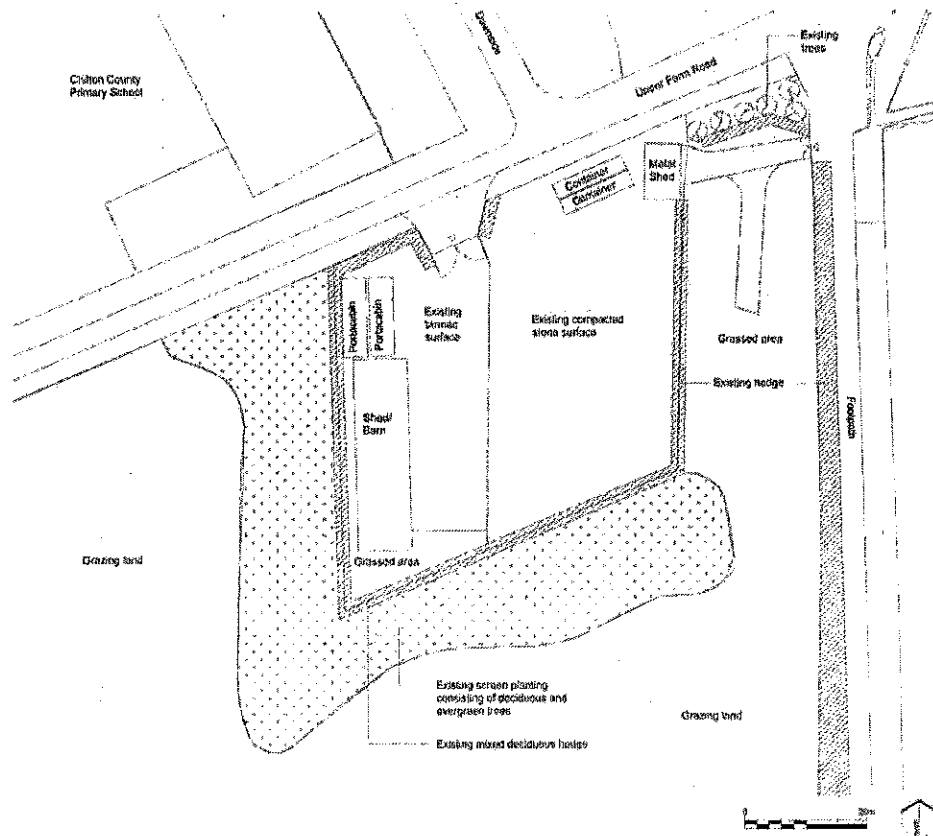 Chilton County
Primary School
Downside
Upper Farm Road
Existing
trees
Container
Container
Metal
Shed
Portacabin
Portacabin
Existing
tarmac
surface
Existing compacted
stone surface
Grassed area
Existing hedge
Footpath
Shed/
Barn
Grazing land
Grassed area
Existing screen planting
consisting of deciduous and
evergreen trees
Grazing land
Existing mixed deciduous hedge
0